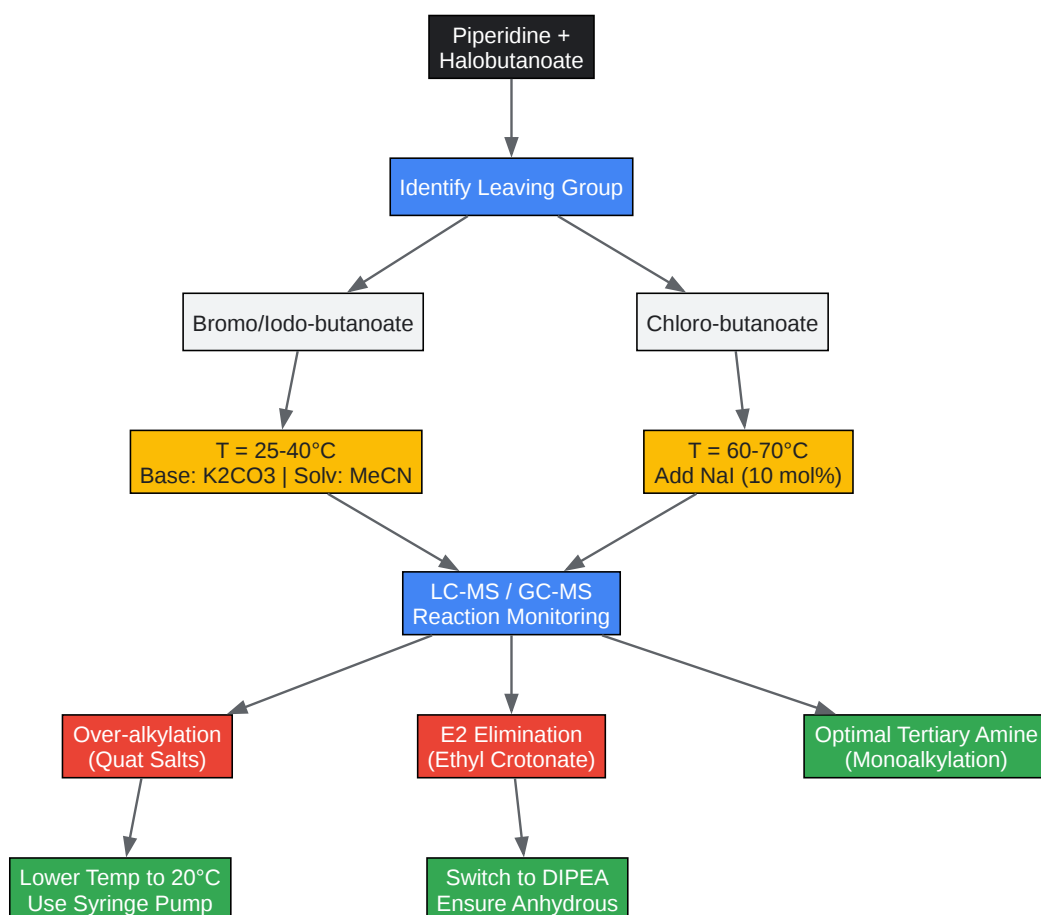 Piperidine +
Halobutanoate
Identify Leaving Group
Bromo/Iodo-butanoate
Chloro-butanoate
T = 25-40°C
Base: K2CO3 | Solv: MeCN
T = 60-70°C
Add NaI (10 mol%)
LC-MS / GC-MS
Reaction Monitoring
Over-alkylation
(Quat Salts)
E2 Elimination
(Ethyl Crotonate)
Optimal Tertiary Amine
(Monoalkylation)
Lower Temp to 20°C
Use Syringe Pump
Switch to DIPEA
Ensure Anhydrous